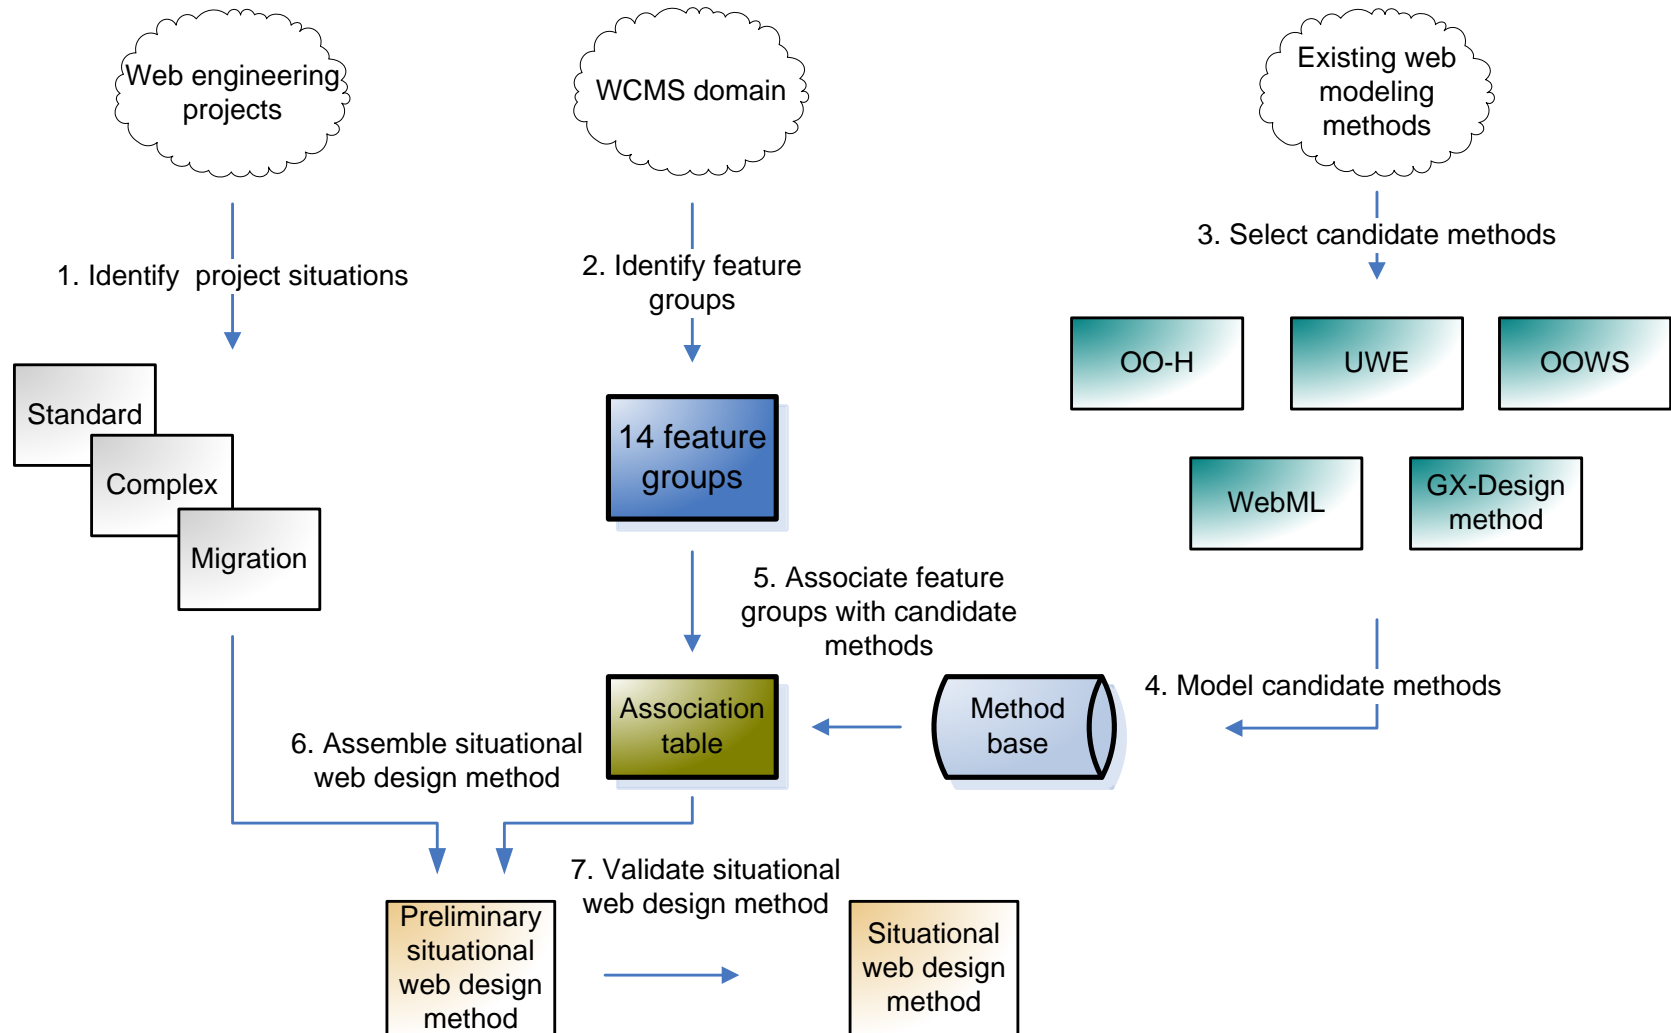 Web engineering
projects
WCMS domain
Existing web
modeling
methods
1. Identify  project situations
2. Identify feature
groups
3. Select candidate methods
Standard
Complex
Migration
14 feature
groups
OO-H
UWE
OOWS
WebML
GX-Design
method
5. Associate feature
groups with candidate
methods
4. Model candidate methods
Association
table
Method
base
6. Assemble situational
web design method
7. Validate situational
web design method
Preliminary
situational
web design
method
Situational
web design
method